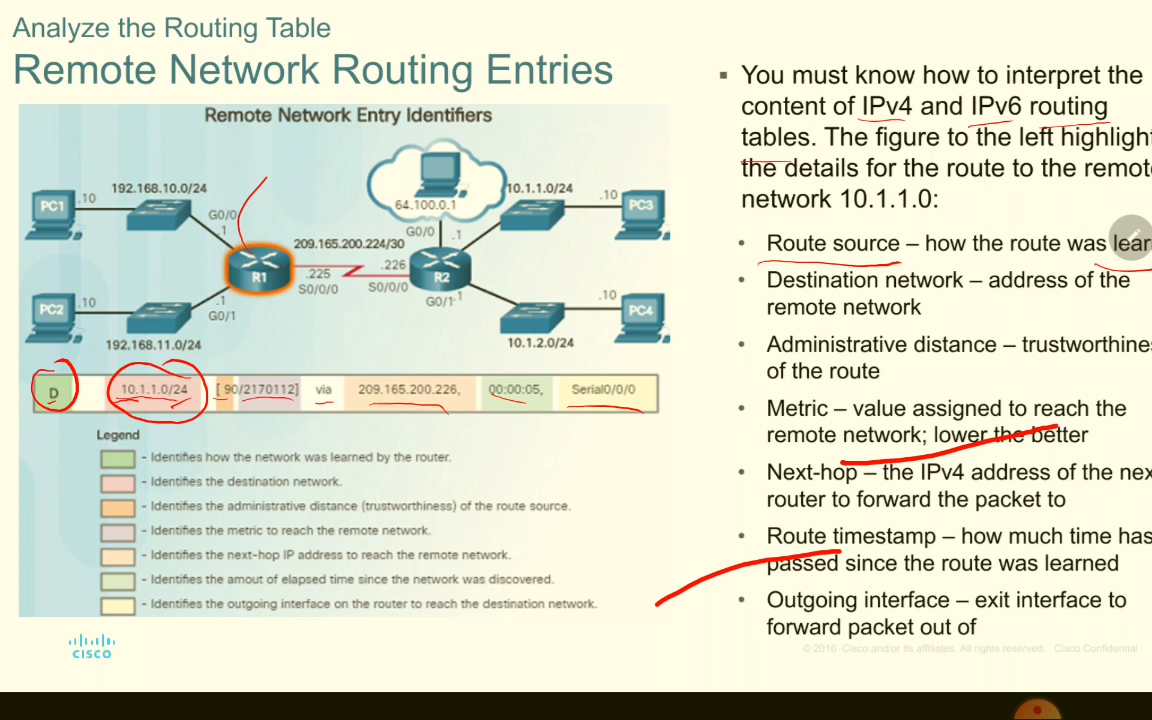 Analyze the Routing Table
Remote Network Routing Entries
Remote Network Entry Identifiers
192.168.10.0/24
10.1.1.0/24
PC1
.10
64.100.0.1
.10
PC3
G0/0
.1
G0/0
.1
209.165.200.224/30
R1
.225
.226
R2
S0/0/0
S0/0/0
PC2
.10
.1
G0/1
G0/1
.1
.10
PC4
192.168.11.0/24
10.1.2.0/24
D 10.1.1.0/24 [ 90/2170112] via 209.165.200.226, 00:00:05, Serial0/0/0
Legend
- Identifies how the network was learned by the router.
- Identifies the destination network.
- Identifies the administrative distance (trustworthiness) of the route source.
- Identifies the metric to reach the remote network.
- Identifies the next-hop IP address to reach the remote network.
- Identifies the amout of elapsed time since the network was discovered.
- Identifies the outgoing interface on the router to reach the destination network.
CISCO
▪ You must know how to interpret the
content of IPv4 and IPv6 routing
tables. The figure to the left highlight
the details for the route to the remot
network 10.1.1.0:
• Route source – how the route was lear
• Destination network – address of the
remote network
• Administrative distance – trustworthine
of the route
• Metric – value assigned to reach the
remote network; lower the better
• Next-hop – the IPv4 address of the nex
router to forward the packet to
• Route timestamp – how much time has
passed since the route was learned
• Outgoing interface – exit interface to
forward packet out of
© 2016 Cisco and/or its affiliates. All rights reserved. Cisco Confidential